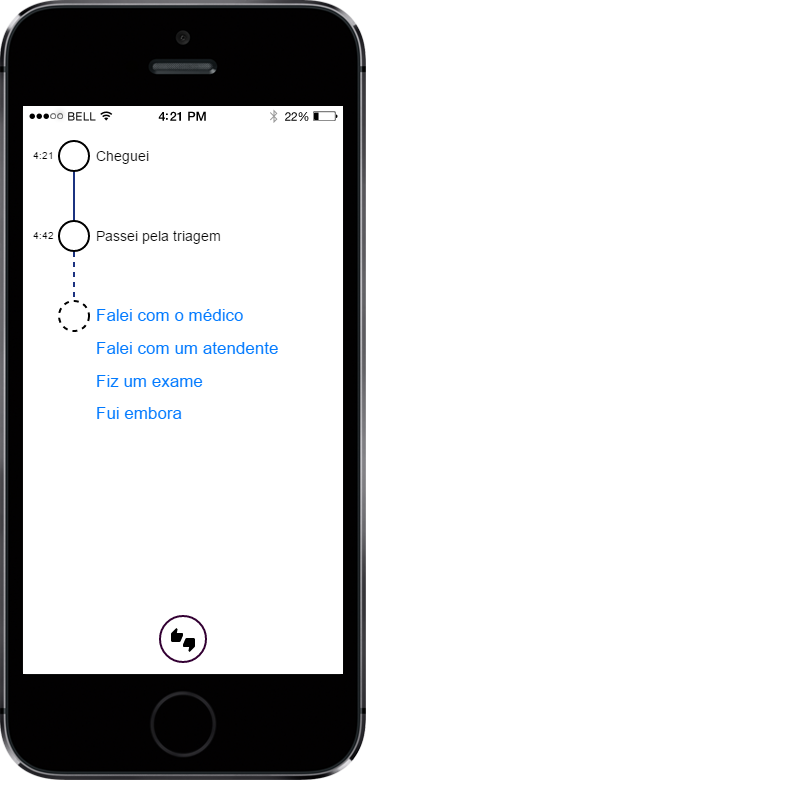 BELL 4:21 PM 22%
4:21 Cheguei
4:42 Passei pela triagem
Falei com o médico
Falei com um atendente
Fiz um exame
Fui embora